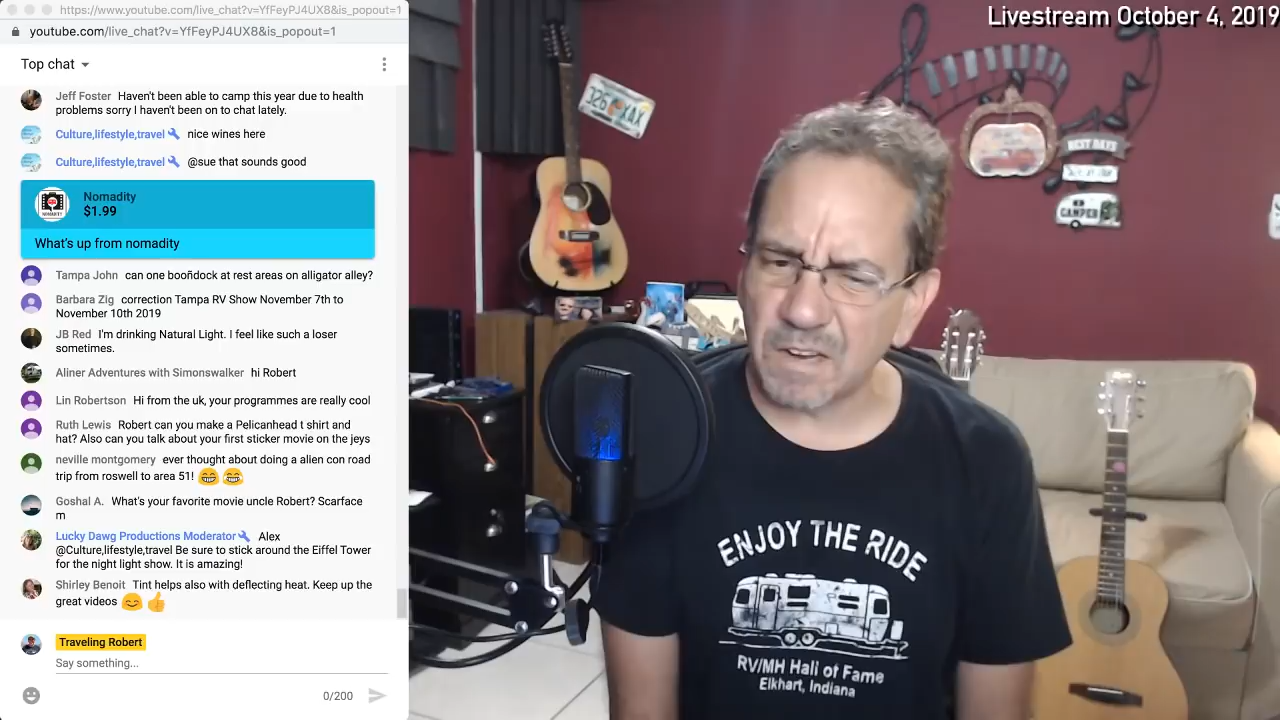 https://www.youtube.com/live_chat?v=YfFeyPJ4UX8&is_popout=1
youtube.com/live_chat?v=YfFeyPJ4UX8&is_popout=1
Top chat
Jeff Foster Haven't been able to camp this year due to health
problems sorry I haven't been on to chat lately.
Culture,lifestyle,travel nice wines here
Culture,lifestyle,travel @sue that sounds good
Nomadity
$1.99
What's up from nomadity
Tampa John can one booñdock at rest areas on alligator alley?
Barbara Zig correction Tampa RV Show November 7th to
November 10th 2019
JB Red I'm drinking Natural Light. I feel like such a loser
sometimes.
Aliner Adventures with Simonswalker hi Robert
Lin Robertson Hi from the uk, your programmes are really cool
Ruth Lewis Robert can you make a Pelicanhead t shirt and
hat? Also can you talk about your first sticker movie on the jeys
neville montgomery ever thought about doing a alien con road
trip from roswell to area 51! 😁 😂
Goshal A. What's your favorite movie uncle Robert? Scarface
m
Lucky Dawg Productions Moderator Alex
@Culture,lifestyle,travel Be sure to stick around the Eiffel Tower
for the night light show. It is amazing!
Shirley Benoit Tint helps also with deflecting heat. Keep up the
great videos 😊 👍
Traveling Robert
Say something...
0/200
Livestream October 4, 2019
326 XAX
BEST DAYS
CAMPER
ENJOY THE RIDE
RV/MH Hall of Fame
Elkhart, Indiana